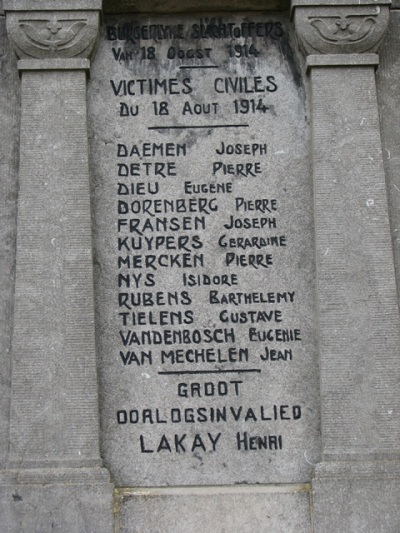 BURGERLYKE SLACHTOFFERS
VAN 18 OOGST 1914
VICTIMES CIVILES
DU 18 AOUT 1914
DAEMEN JOSEPH
DETRE PIERRE
DIEU EUGENE
DORENBERG PIERRE
FRANSEN JOSEPH
KUYPERS GERARDINE
MERCKEN PIERRE
NYS ISIDORE
RUBENS BARTHELEMY
TIELENS GUSTAVE
VANDENBOSCH EUGENIE
VAN MECHELEN JEAN
GROOT
OORLOGSINVALIED
LAKAY HENRI